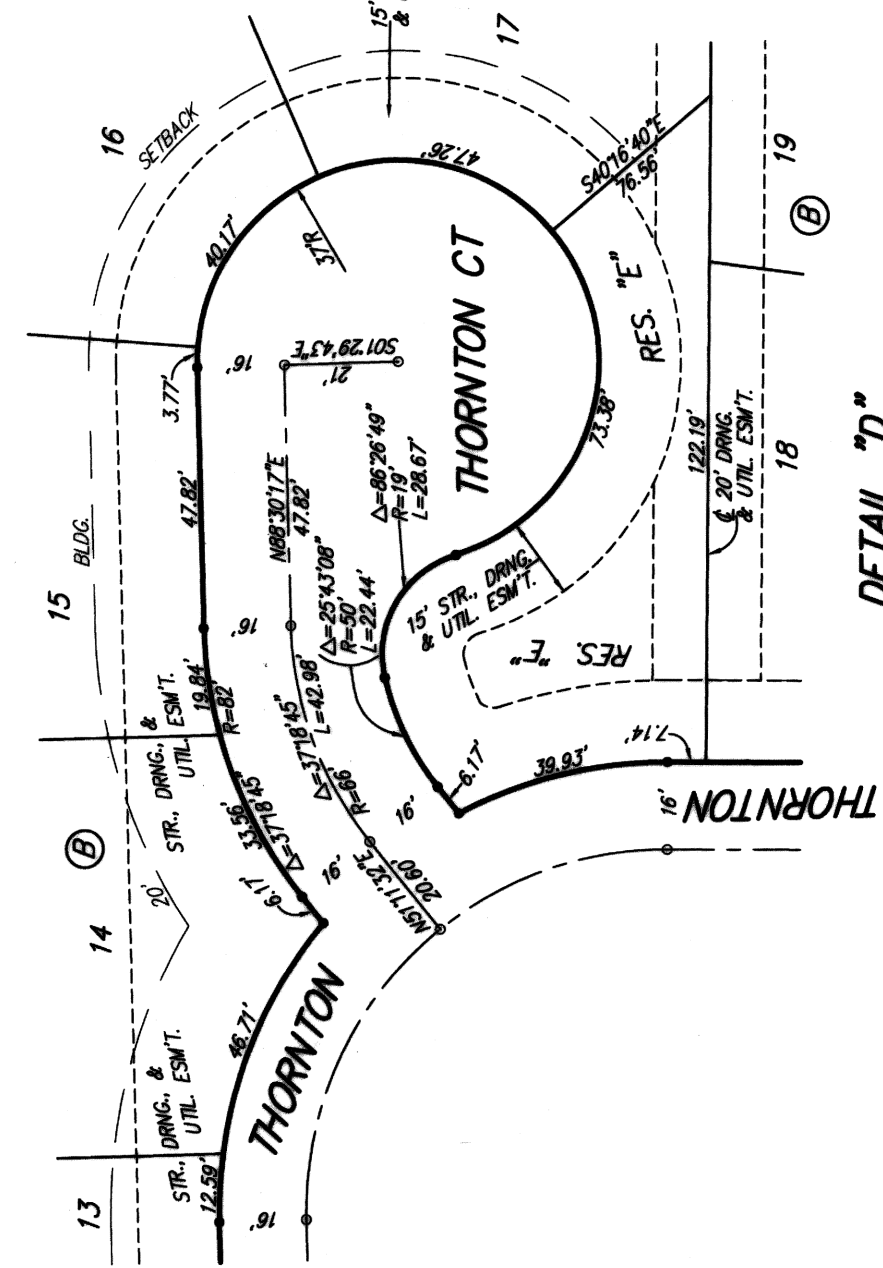 15'
&
17
16
SETBACK
47.26'
S40°16'40"E
76.56'
19
B
40.17'
37'R
THORNTON CT
RES. "E"
3.77'
16'
S01°29'43"E
21'
73.38'
122.19'
℄ 20' DRNG.
& UTIL. ESM'T.
18
DETAIL "D"
15
BLDG.
47.82'
N88°30'17"E
47.82'
Δ=86°26'49"
R=19'
L=28.67'
Δ=25°43'08"
R=50'
L=22.44'
16'
15' STR., DRNG.
& UTIL. ESM'T.
RES. "E"
19.84'
R=82'
STR., DRNG., &
UTIL. ESM'T.
Δ=37°18'45"
L=42.98'
R=66'
33.56'
Δ=37°18'45"
6.17'
39.93'
7.14'
16'
THORNTON
B
14
20'
16'
16'
6.17'
N51°11'32"E
20.60'
46.71'
THORNTON
STR., DRNG., &
UTIL. ESM'T.
12.59'
13
16'